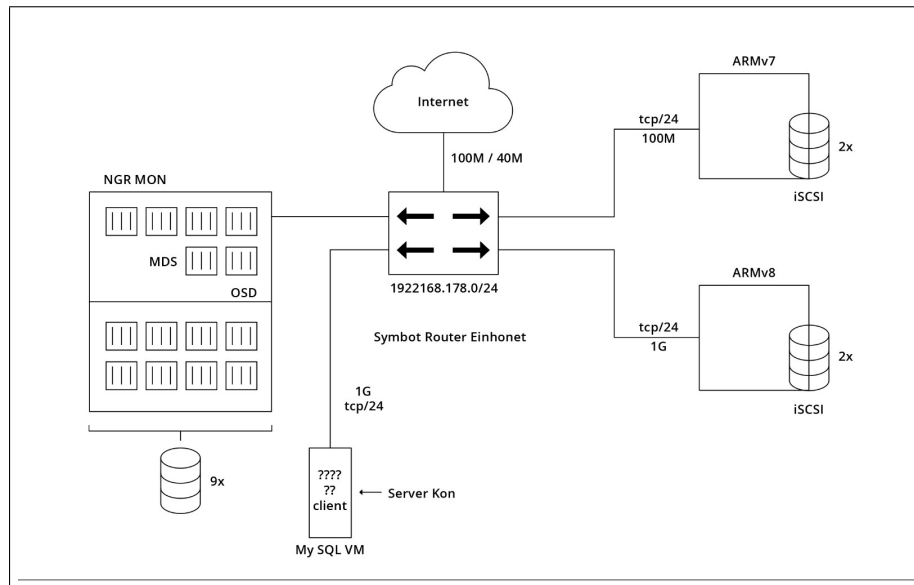 ARMv7
Internet
tcp/24
100M
2x
100M / 40M
NGR MON
iSCSI
MDS
OSD
1922168.178.0/24
ARMv8
Symbot Router Einhonet
tcp/24
1G
2x
1G
tcp/24
iSCSI
9x
????
??
client
Server Kon
My SQL VM